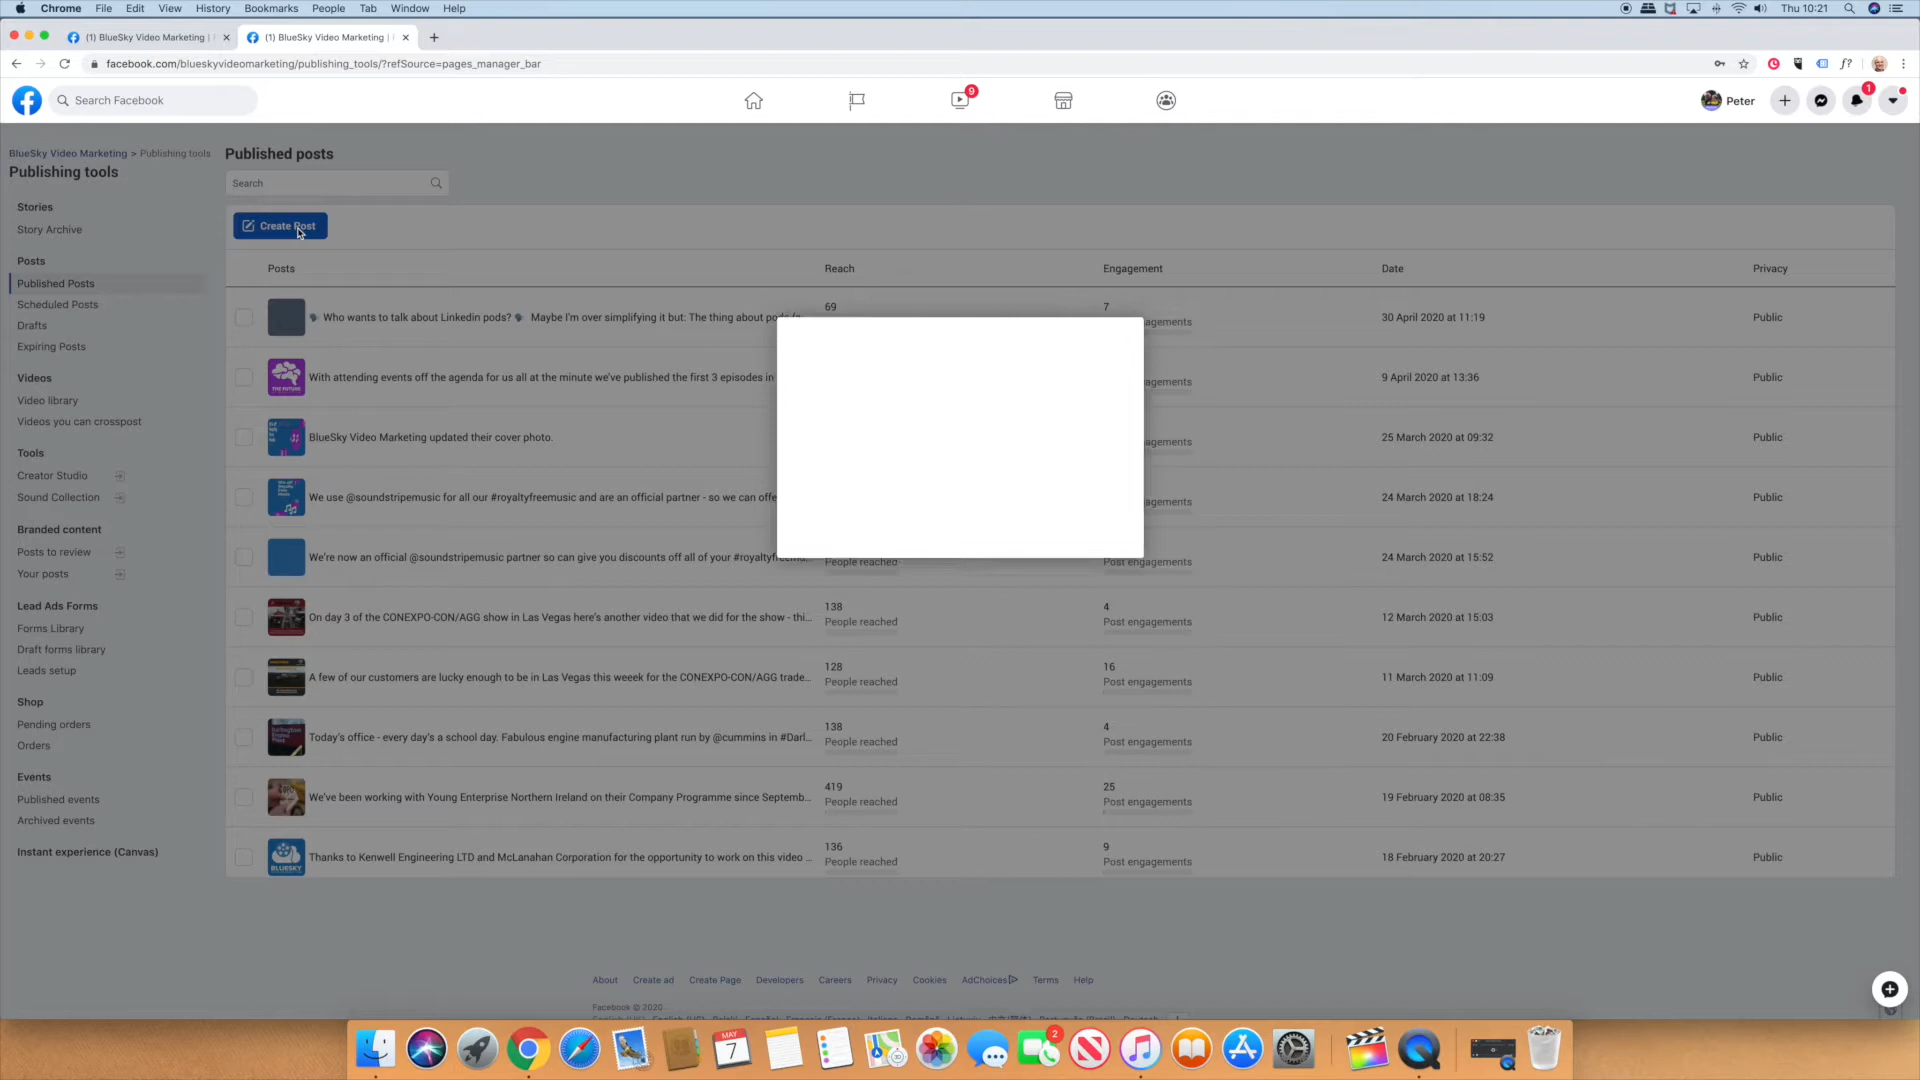 Chrome File Edit View History Bookmarks People Tab Window Help
Thu 10:21
(1) BlueSky Video Marketing |
(1) BlueSky Video Marketing |
facebook.com/blueskyvideomarketing/publishing_tools/?refSource=pages_manager_bar
f?
Search Facebook
9
Peter
1
BlueSky Video Marketing > Publishing tools
Publishing tools
Stories
Story Archive
Posts
Published Posts
Scheduled Posts
Drafts
Expiring Posts
Videos
Video library
Videos you can crosspost
Tools
Creator Studio
Sound Collection
Branded content
Posts to review
Your posts
Lead Ads Forms
Forms Library
Draft forms library
Leads setup
Shop
Pending orders
Orders
Events
Published events
Archived events
Instant experience (Canvas)
Published posts
Search
Create Post
Posts Reach Engagement Date Privacy
Who wants to talk about Linkedin pods? Maybe I'm over simplifying it but: The thing about
69
7
agements
30 April 2020 at 11:19
Public
THE FUTURE
With attending events off the agenda for us all at the minute we've published the first 3 episodes in
agements
9 April 2020 at 13:36
Public
BlueSky Video Marketing updated their cover photo.
agements
25 March 2020 at 09:32
Public
We use @soundstripemusic for all our #royaltyfreemusic and are an official partner - so we can offe
agements
24 March 2020 at 18:24
Public
We're now an official @soundstripemusic partner so can give you discounts off all of your #royaltyfreemu...
People reached
Post engagements
24 March 2020 at 15:52
Public
On day 3 of the CONEXPO-CON/AGG show in Las Vegas here's another video that we did for the show - thi...
138
People reached
4
Post engagements
12 March 2020 at 15:03
Public
A few of our customers are lucky enough to be in Las Vegas this weeek for the CONEXPO-CON/AGG trade...
128
People reached
16
Post engagements
11 March 2020 at 11:09
Public
Today's office - every day's a school day. Fabulous engine manufacturing plant run by @cummins in #Darl...
138
People reached
4
Post engagements
20 February 2020 at 22:38
Public
We've been working with Young Enterprise Northern Ireland on their Company Programme since Septemb...
419
People reached
25
Post engagements
19 February 2020 at 08:35
Public
BLUESKY
Thanks to Kenwell Engineering LTD and McLanahan Corporation for the opportunity to work on this video ...
136
People reached
9
Post engagements
18 February 2020 at 20:27
Public
About Create ad Create Page Developers Careers Privacy Cookies AdChoices Terms Help
Facebook © 2020
MAY
7
2